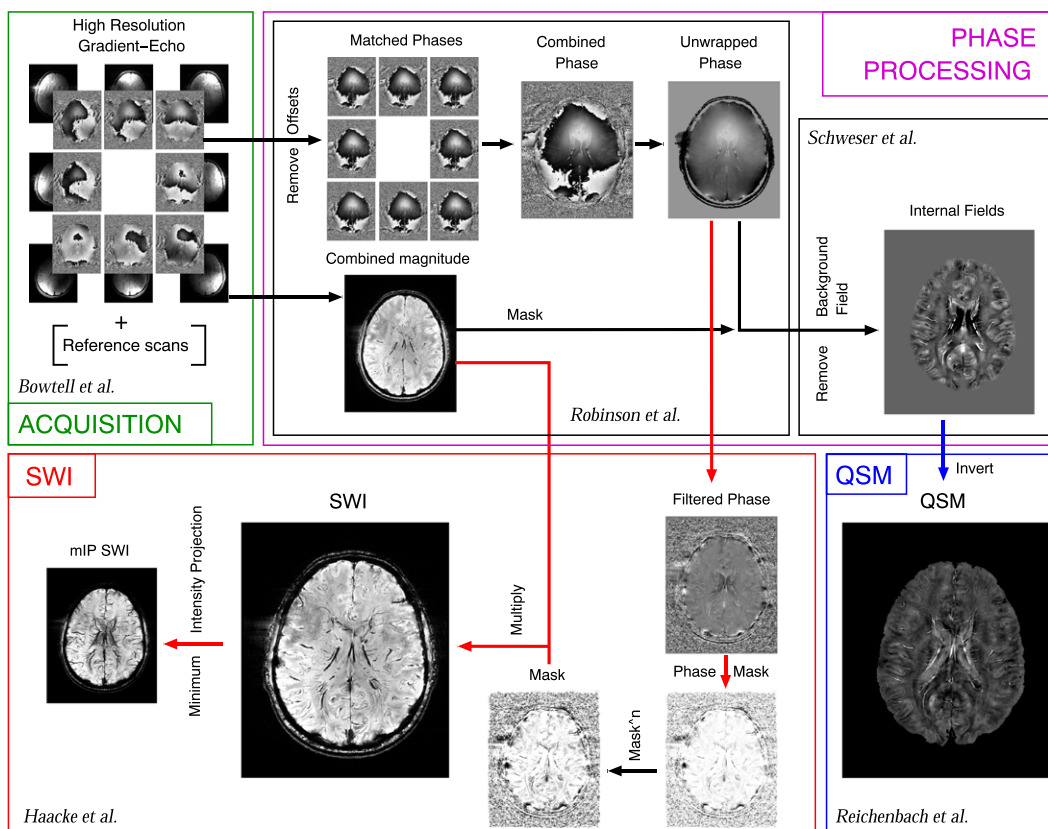 High Resolution
Gradient−Echo
+
Reference scans
Bowtell et al.
ACQUISITION
PHASE
PROCESSING
Remove Offsets
Matched Phases
Combined
Phase
Unwrapped
Phase
Combined magnitude
Mask
Robinson et al.
Schweser et al.
Remove Background
Field
Internal Fields
SWI
mIP SWI
Minimum Intensity Projection
SWI
Multiply
Mask
Mask^n
Filtered Phase
Phase Mask
Haacke et al.
QSM
Invert
QSM
Reichenbach et al.